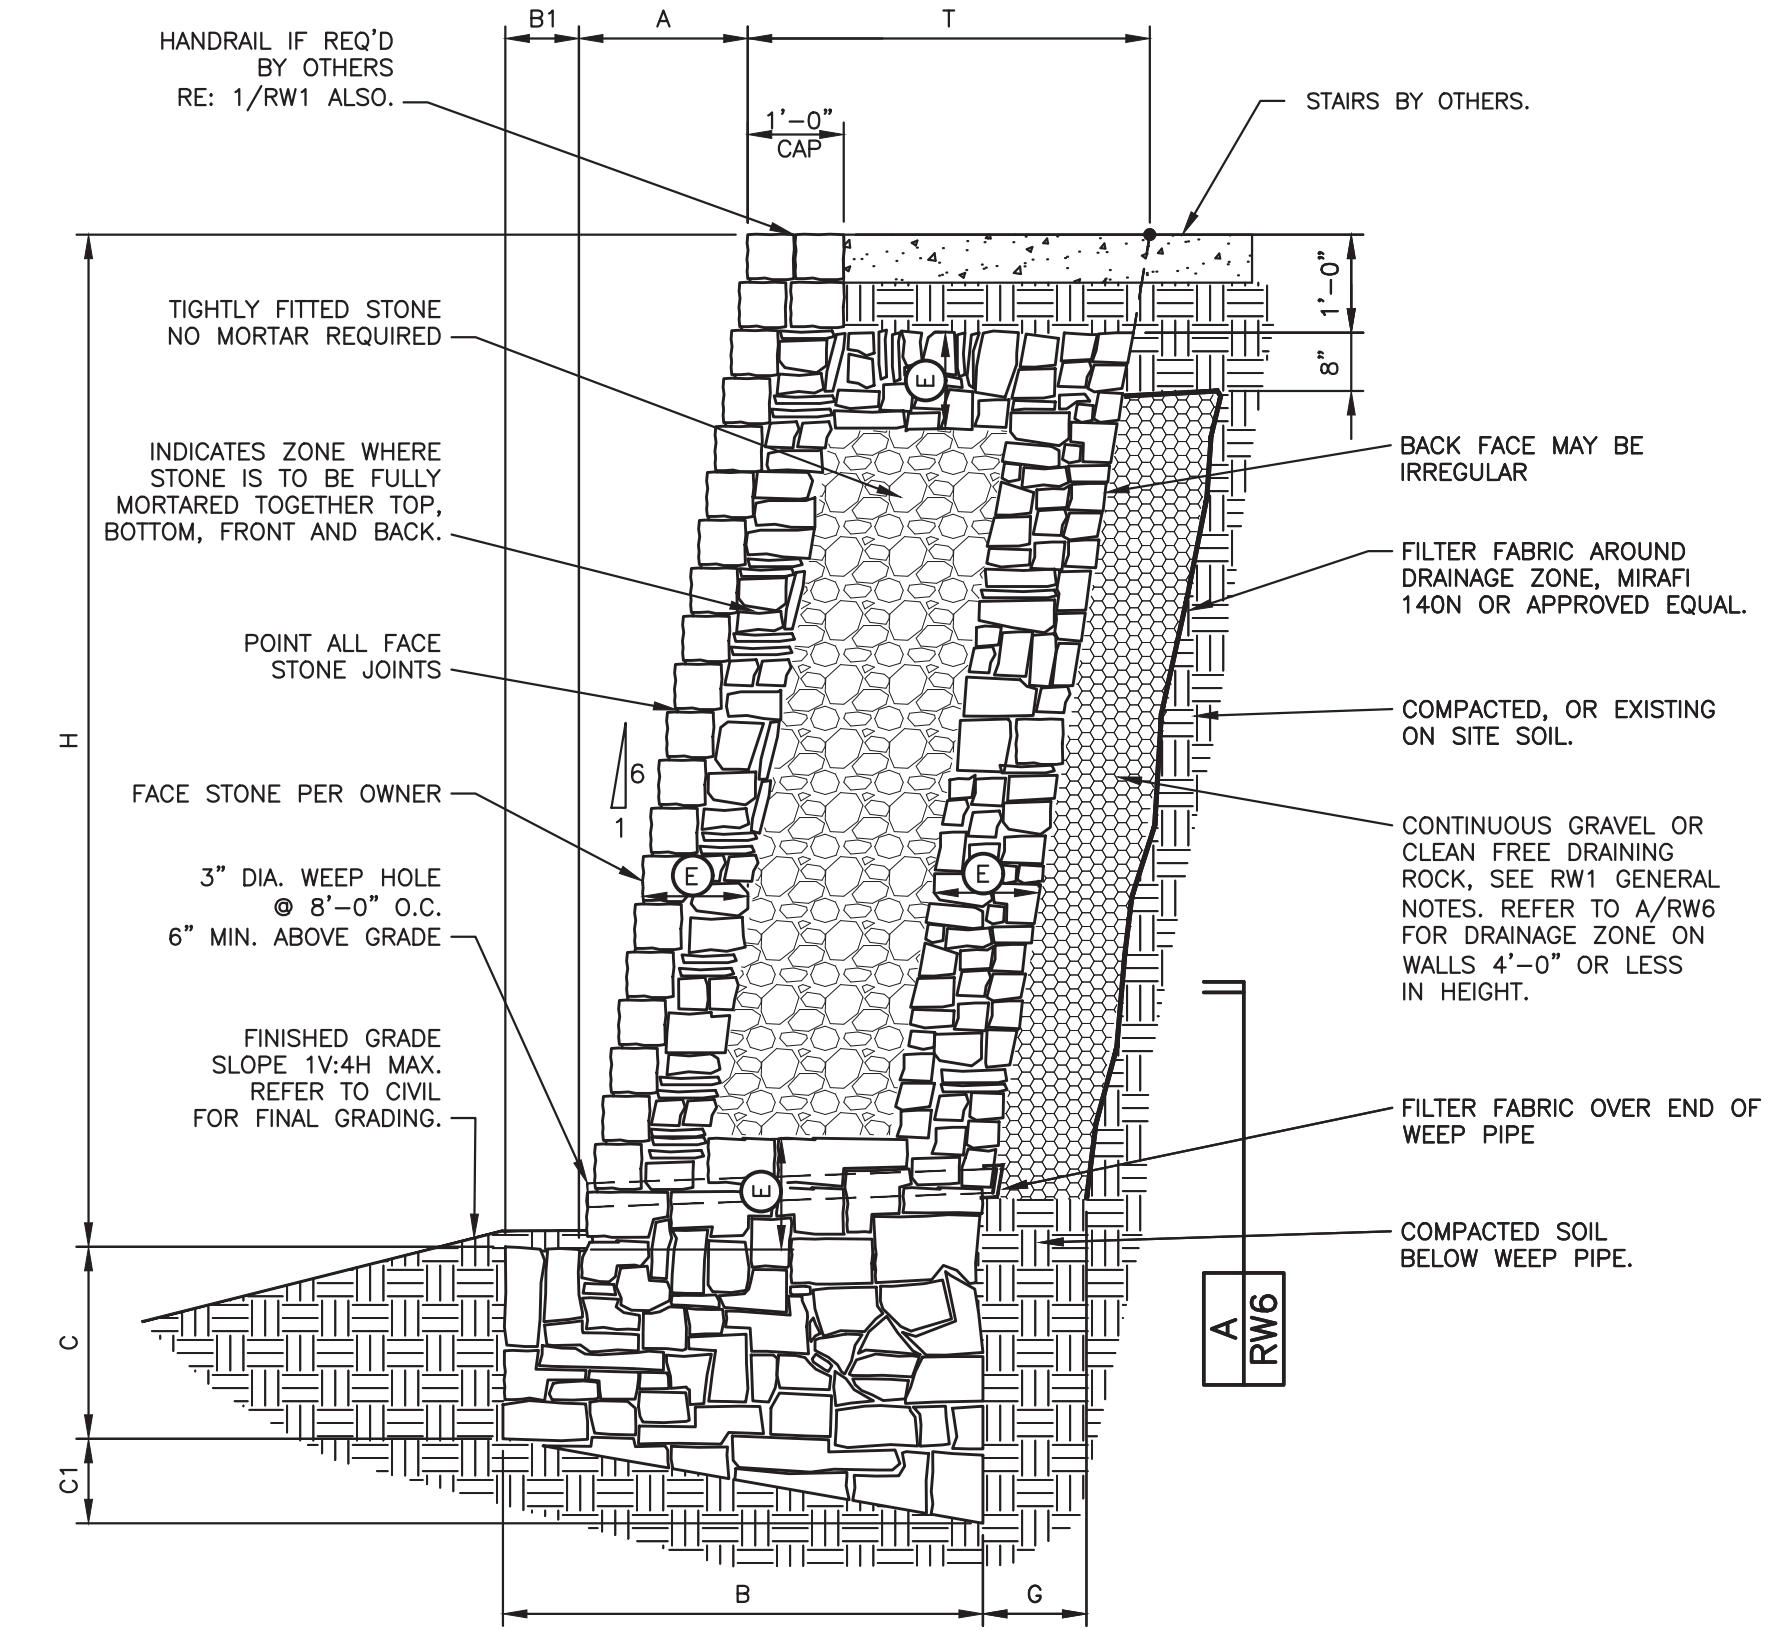 B1
A
T
HANDRAIL IF REQ'D
BY OTHERS
RE: 1/RW1 ALSO.
1'-0"
CAP
STAIRS BY OTHERS.
TIGHTLY FITTED STONE
NO MORTAR REQUIRED
1'-0"
8"
E
INDICATES ZONE WHERE
STONE IS TO BE FULLY
MORTARED TOGETHER TOP,
BOTTOM, FRONT AND BACK.
BACK FACE MAY BE
IRREGULAR
FILTER FABRIC AROUND
DRAINAGE ZONE, MIRAFI
140N OR APPROVED EQUAL.
POINT ALL FACE
STONE JOINTS
COMPACTED, OR EXISTING
ON SITE SOIL.
H
6
1
FACE STONE PER OWNER
CONTINUOUS GRAVEL OR
CLEAN FREE DRAINING
ROCK, SEE RW1 GENERAL
NOTES. REFER TO A/RW6
FOR DRAINAGE ZONE ON
WALLS 4'-0" OR LESS
IN HEIGHT.
E
E
3" DIA. WEEP HOLE
@ 8'-0" O.C.
6" MIN. ABOVE GRADE
FINISHED GRADE
SLOPE 1V:4H MAX.
REFER TO CIVIL
FOR FINAL GRADING.
FILTER FABRIC OVER END OF
WEEP PIPE
E
COMPACTED SOIL
BELOW WEEP PIPE.
A
RW6
C
C1
B
G